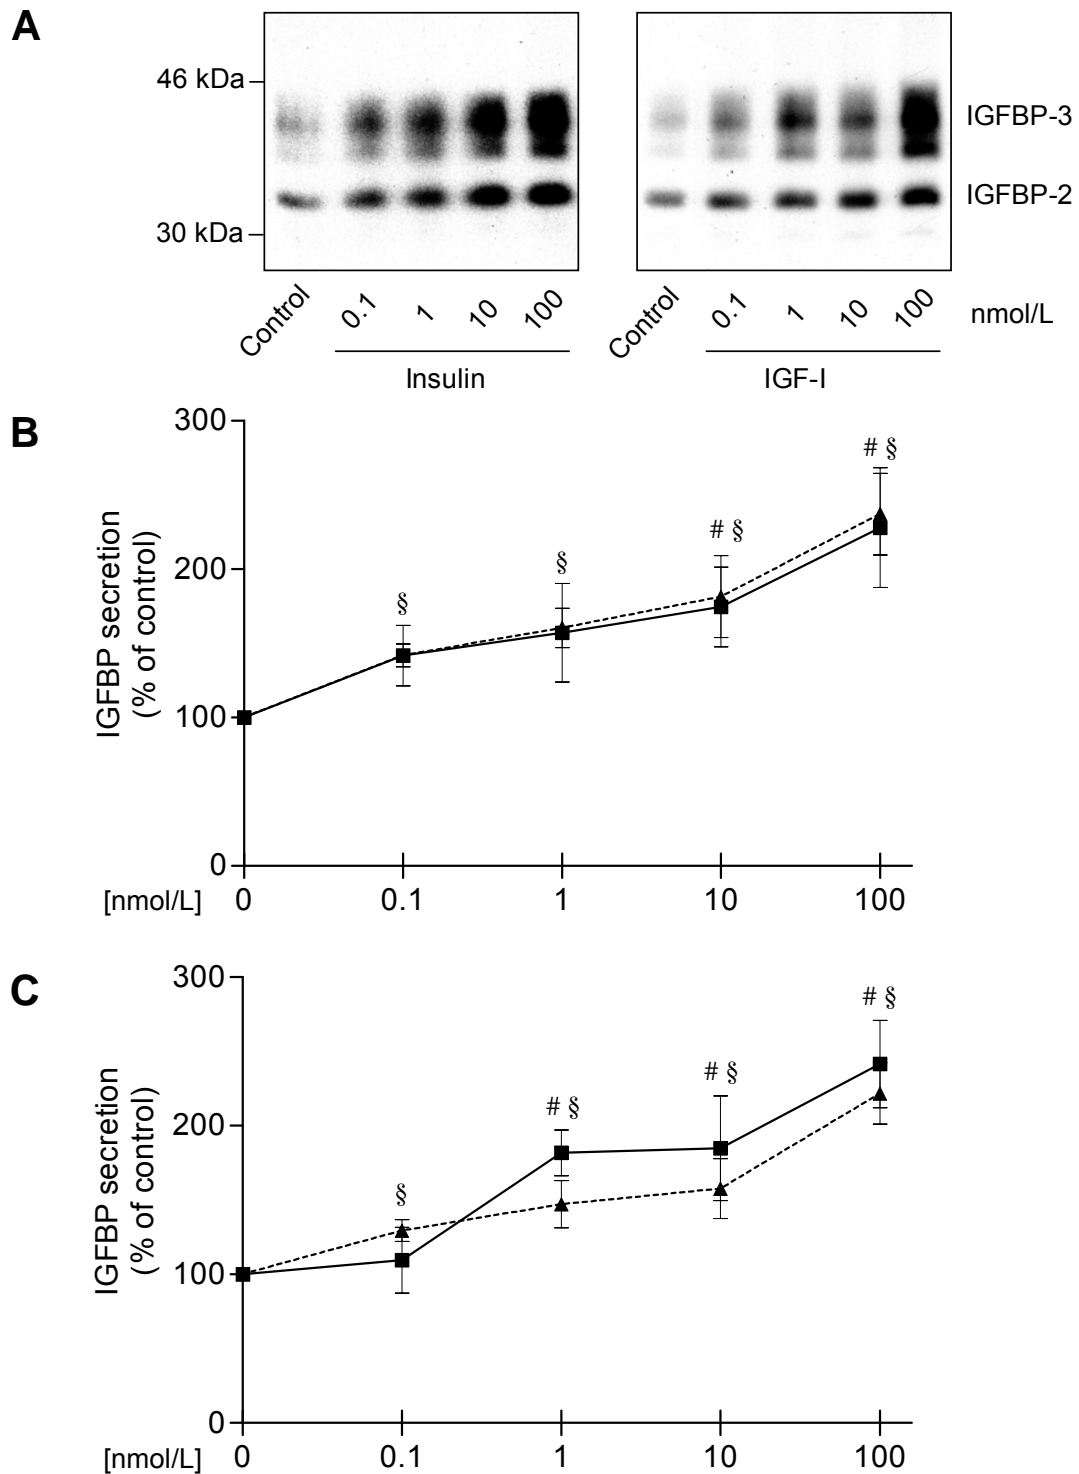 A
46 kDa
30 kDa
IGFBP-3
IGFBP-2
Control 0.1 1 10 100
Control 0.1 1 10 100
nmol/L
Insulin
IGF-I
B
IGFBP secretion
(% of control)
300
200
100
0
§
§
# §
# §
[nmol/L] 0 0.1 1 10 100
C
IGFBP secretion
(% of control)
300
200
100
0
§
# §
# §
# §
[nmol/L] 0 0.1 1 10 100